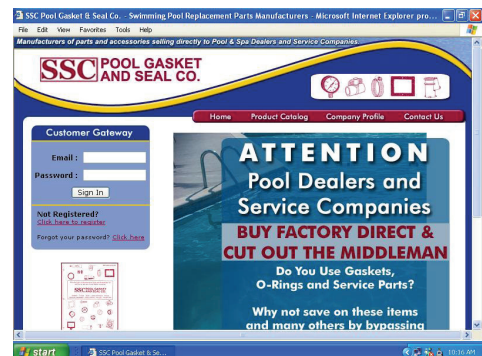 SSC Pool Gasket & Seal Co. - Swimming Pool Replacement Parts Manufacturers - Microsoft Internet Explorer pro...
File Edit View Favorites Tools Help
Manufacturers of parts and accessories selling directly to Pool & Spa Dealers and Service Companies.
SSC POOL GASKET
AND SEAL CO.
Home Product Catalog Company Profile Contact Us
Customer Gateway
Email :
Password :
Sign In
Not Registered?
Click here to register
Forgot your password? Click here
ATTENTION
Pool Dealers and
Service Companies
BUY FACTORY DIRECT &
CUT OUT THE MIDDLEMAN
Do You Use Gaskets,
O-Rings and Service Parts?
Why not save on these items
and many others by bypassing
start
SSC Pool Gasket & Se...
10:16 AM